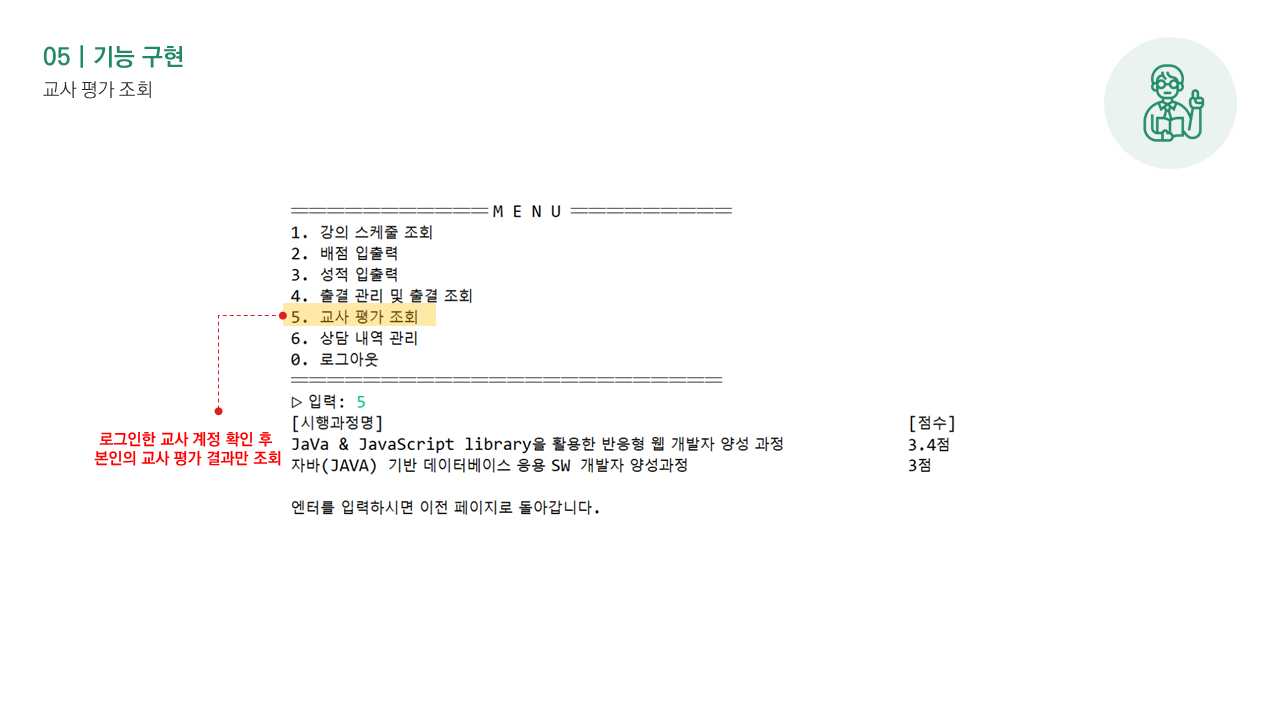 05 | 기능 구현
교사 평가 조회
══════════════════════ M E N U ══════════════════
1. 강의 스케줄 조회
2. 배점 입출력
3. 성적 입출력
4. 출결 관리 및 출결 조회
5. 교사 평가 조회
6. 상담 내역 관리
0. 로그아웃
════════════════════════════════════════════════
▷ 입력: 5
[시행과정명] [점수]
JaVa & JavaScript library을 활용한 반응형 웹 개발자 양성 과정 3.4점
자바(JAVA) 기반 데이터베이스 응용 SW 개발자 양성과정 3점
엔터를 입력하시면 이전 페이지로 돌아갑니다.
로그인한 교사 계정 확인 후
본인의 교사 평가 결과만 조회